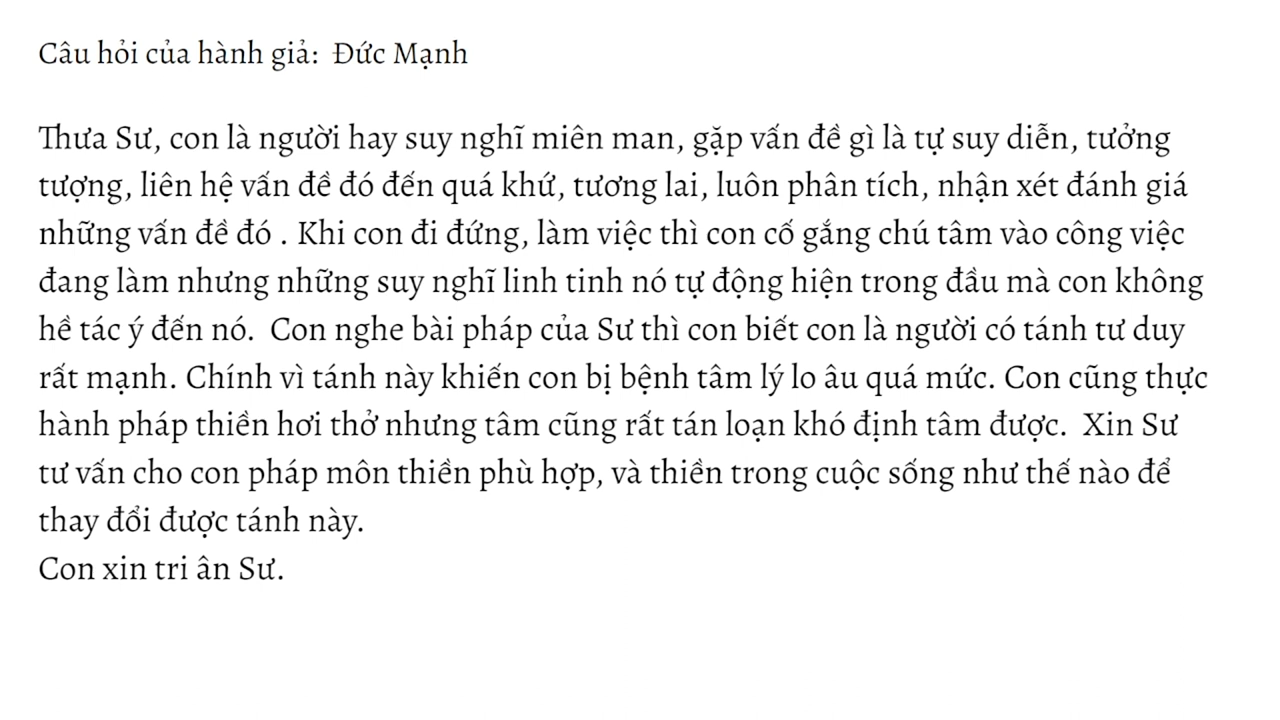 Câu hỏi của hành giả:  Đức Mạnh
Thưa Sư, con là người hay suy nghĩ miên man, gặp vấn đề gì là tự suy diễn, tưởng
tượng, liên hệ vấn đề đó đến quá khứ, tương lai, luôn phân tích, nhận xét đánh giá
những vấn đề đó . Khi con đi đứng, làm việc thì con cố gắng chú tâm vào công việc
đang làm nhưng những suy nghĩ linh tinh nó tự động hiện trong đầu mà con không
hề tác ý đến nó.  Con nghe bài pháp của Sư thì con biết con là người có tánh tư duy
rất mạnh. Chính vì tánh này khiến con bị bệnh tâm lý lo âu quá mức. Con cũng thực
hành pháp thiền hơi thở nhưng tâm cũng rất tán loạn khó định tâm được.  Xin Sư
tư vấn cho con pháp môn thiền phù hợp, và thiền trong cuộc sống như thế nào để
thay đổi được tánh này.
Con xin tri ân Sư.